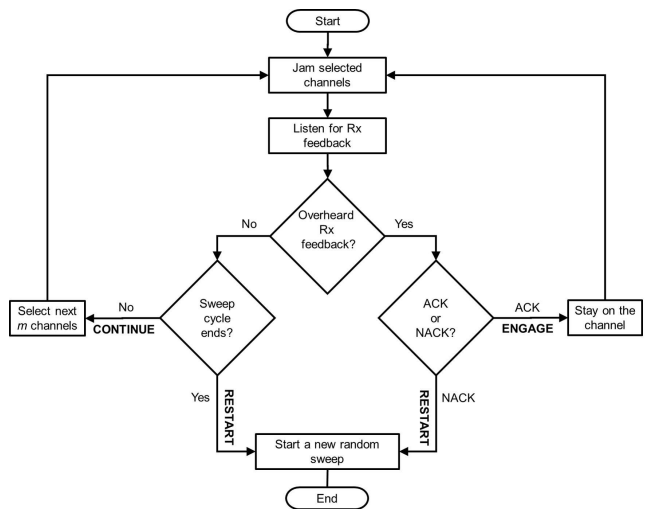 Start
Jam selected
channels
Listen for Rx
feedback
Overheard
Rx
feedback?
No
Yes
Sweep
cycle
ends?
ACK
or
NACK?
No
CONTINUE
Select next
m channels
ACK
ENGAGE
Stay on the
channel
Yes
RESTART
RESTART
NACK
Start a new random
sweep
End